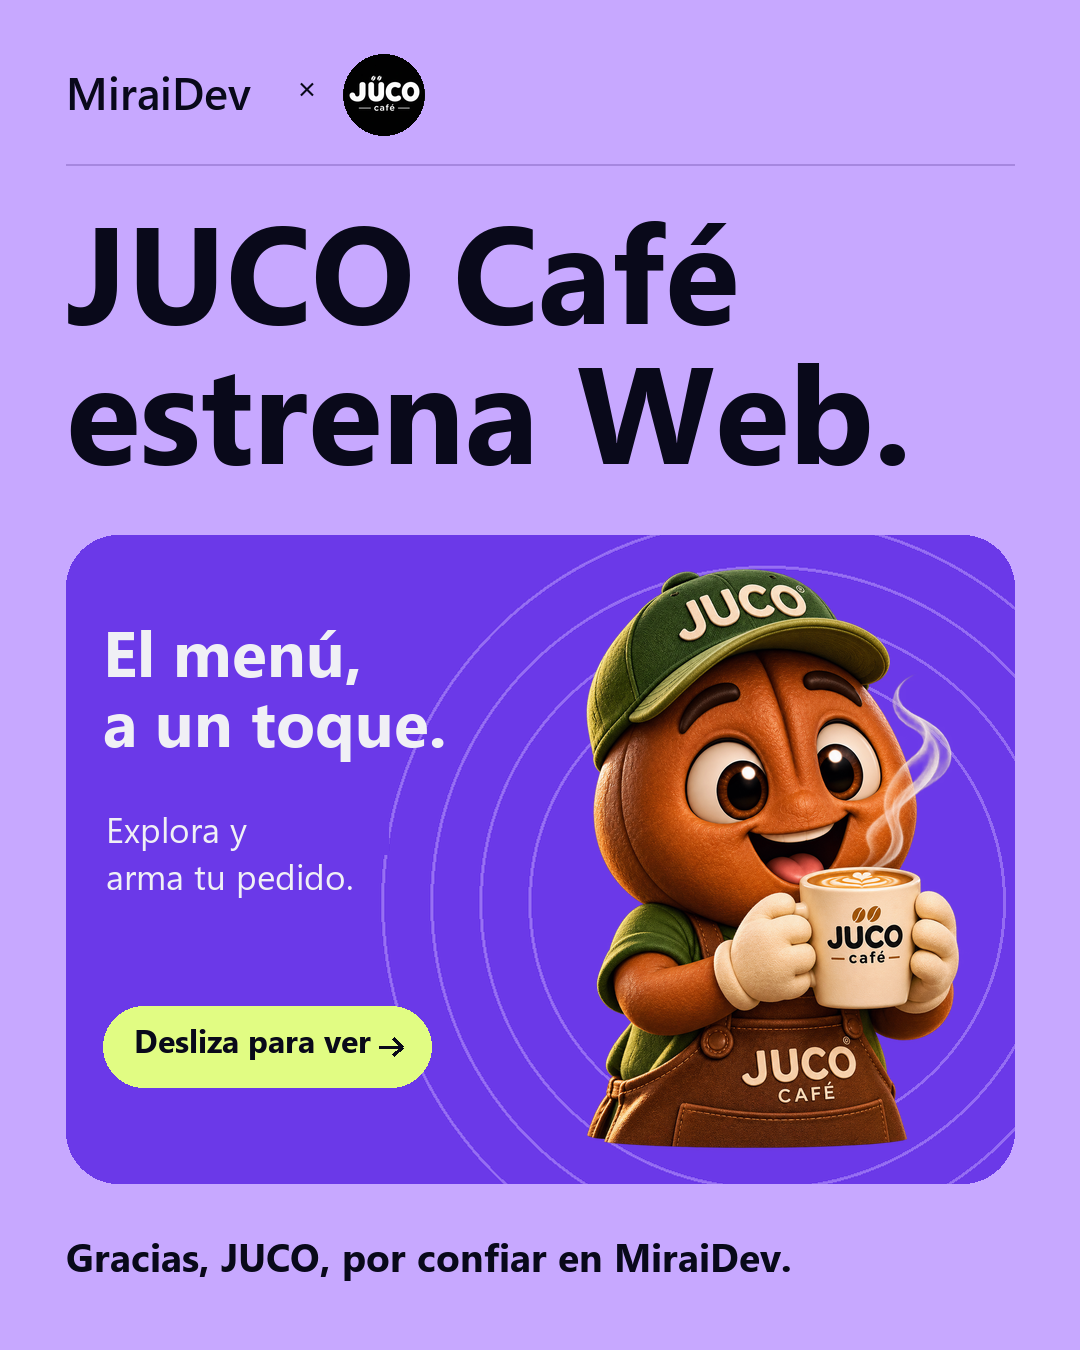 MiraiDev × JÜCO
café
JUCO Café
estrena Web.
El menú,
a un toque.
Explora y
arma tu pedido.
Desliza para ver →
JUCO
JUCO
café
JUCO
CAFÉ
Gracias, JUCO, por confiar en MiraiDev.